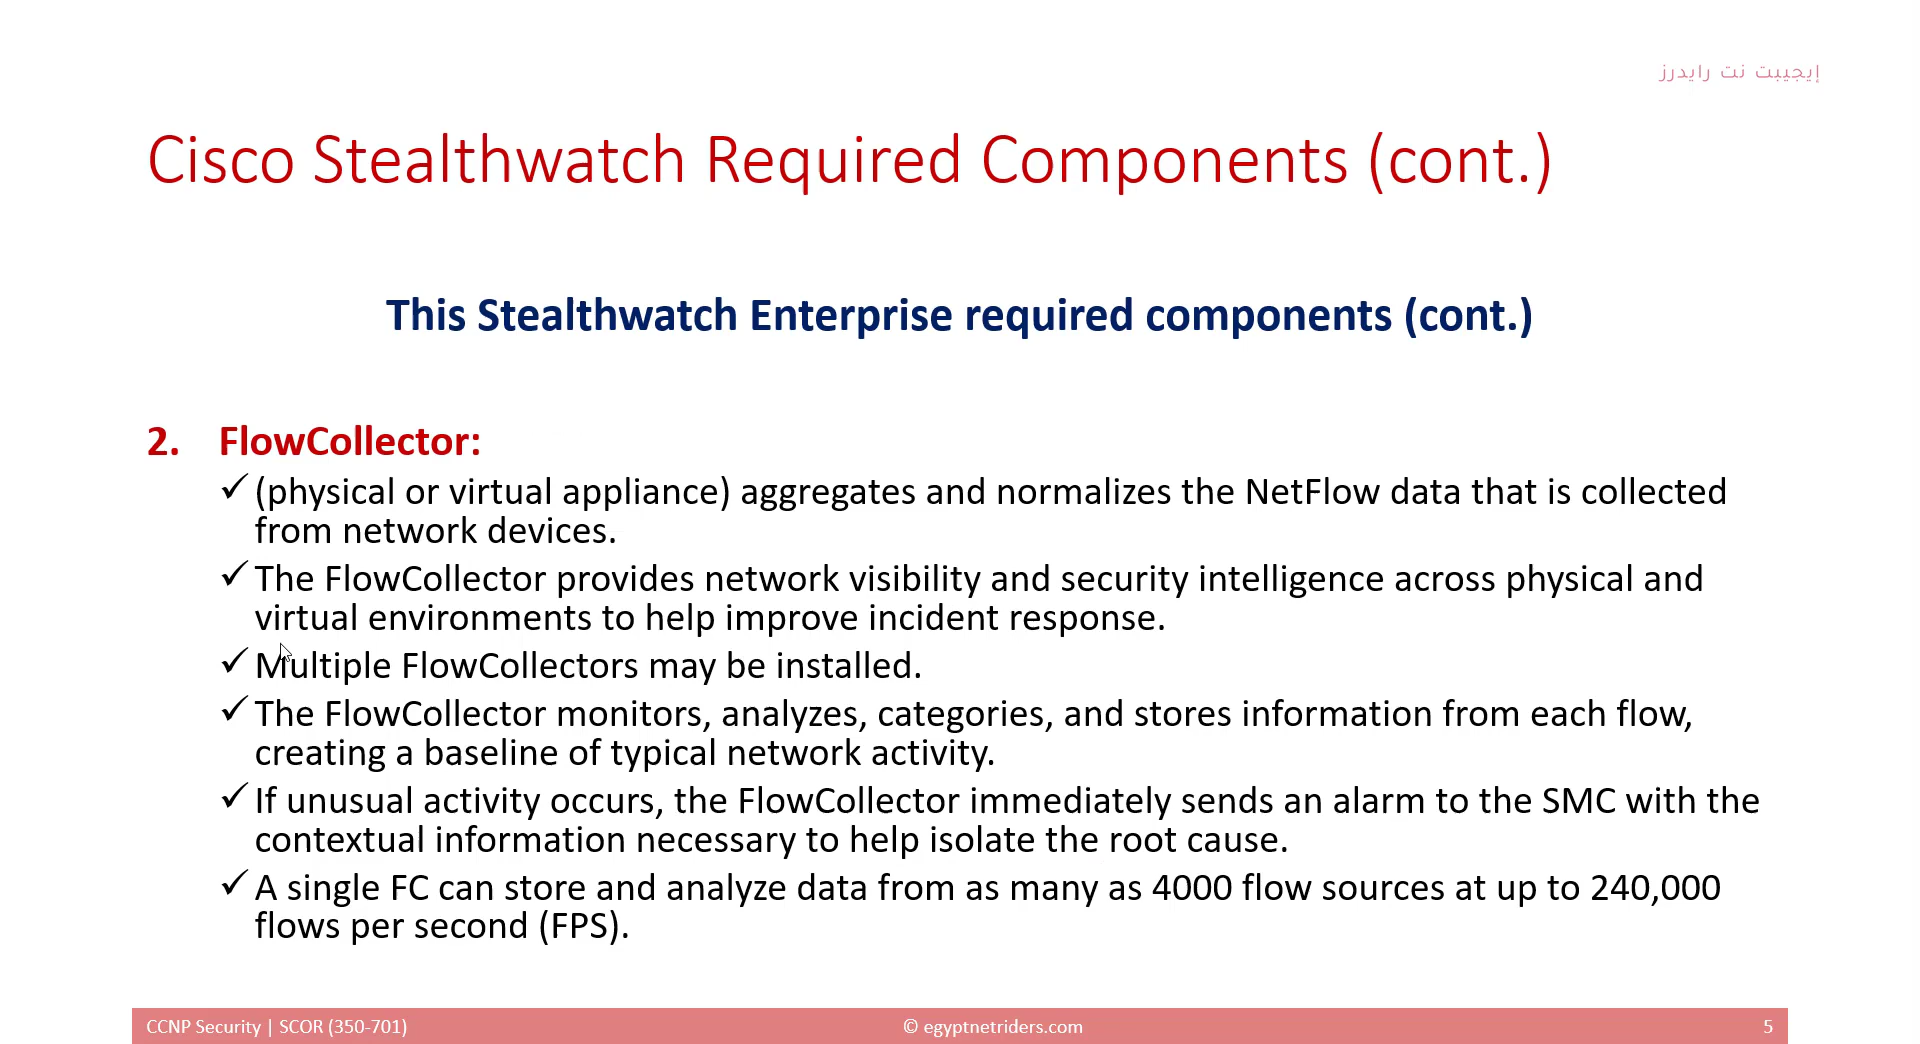 إيجيبت نت رايدرز
Cisco Stealthwatch Required Components (cont.)
This Stealthwatch Enterprise required components (cont.)
2. FlowCollector:
✓ (physical or virtual appliance) aggregates and normalizes the NetFlow data that is collected
from network devices.
✓ The FlowCollector provides network visibility and security intelligence across physical and
virtual environments to help improve incident response.
✓ Multiple FlowCollectors may be installed.
✓ The FlowCollector monitors, analyzes, categories, and stores information from each flow,
creating a baseline of typical network activity.
✓ If unusual activity occurs, the FlowCollector immediately sends an alarm to the SMC with the
contextual information necessary to help isolate the root cause.
✓ A single FC can store and analyze data from as many as 4000 flow sources at up to 240,000
flows per second (FPS).
CCNP Security | SCOR (350-701) © egyptnetriders.com 5